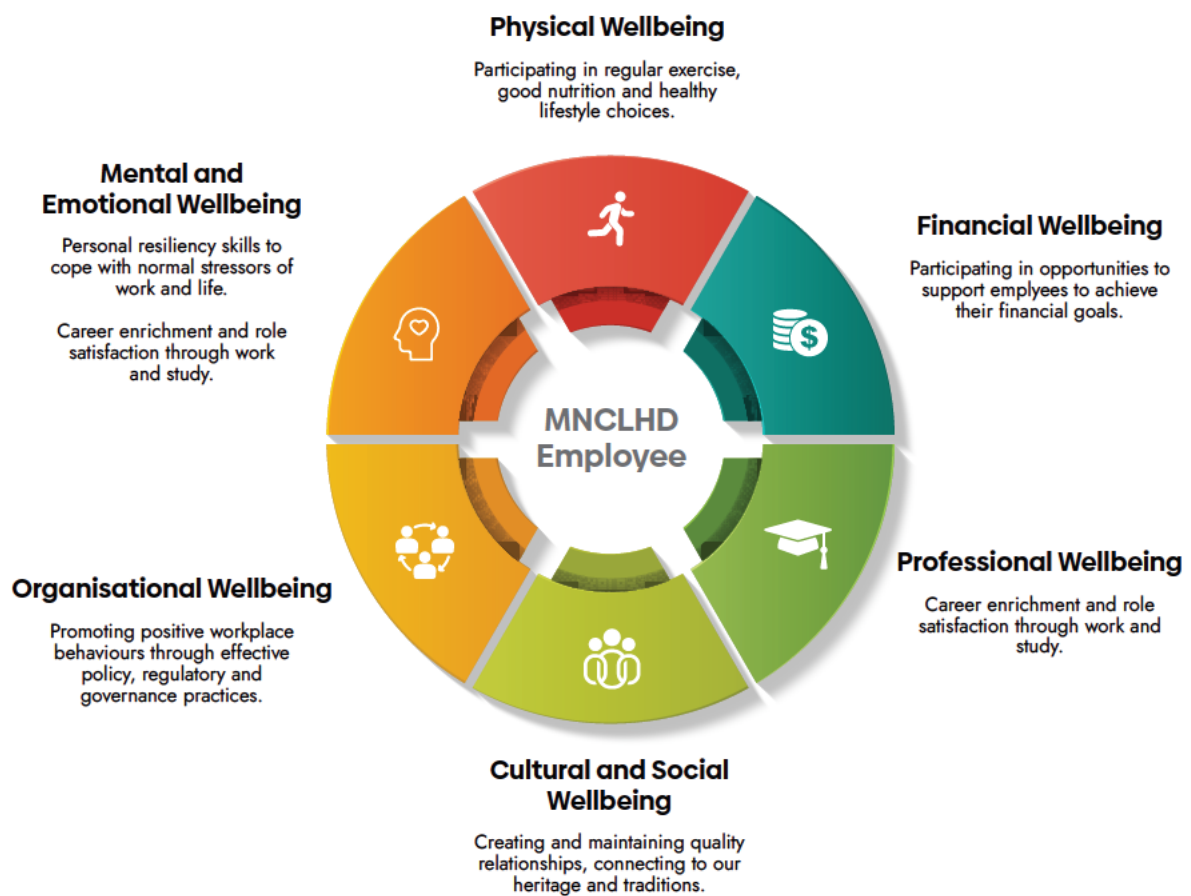 Physical Wellbeing
Participating in regular exercise,
good nutrition and healthy
lifestyle choices.
Mental and
Emotional Wellbeing
Personal resiliency skills to
cope with normal stressors of
work and life.
Career enrichment and role
satisfaction through work
and study.
Financial Wellbeing
Participating in opportunities to
support emplyees to achieve
their financial goals.
$
MNCLHD
Employee
Organisational Wellbeing
Promoting positive workplace
behaviours through effective
policy, regulatory and
governance practices.
Professional Wellbeing
Career enrichment and role
satisfaction through work and
study.
Cultural and Social
Wellbeing
Creating and maintaining quality
relationships, connecting to our
heritage and traditions.